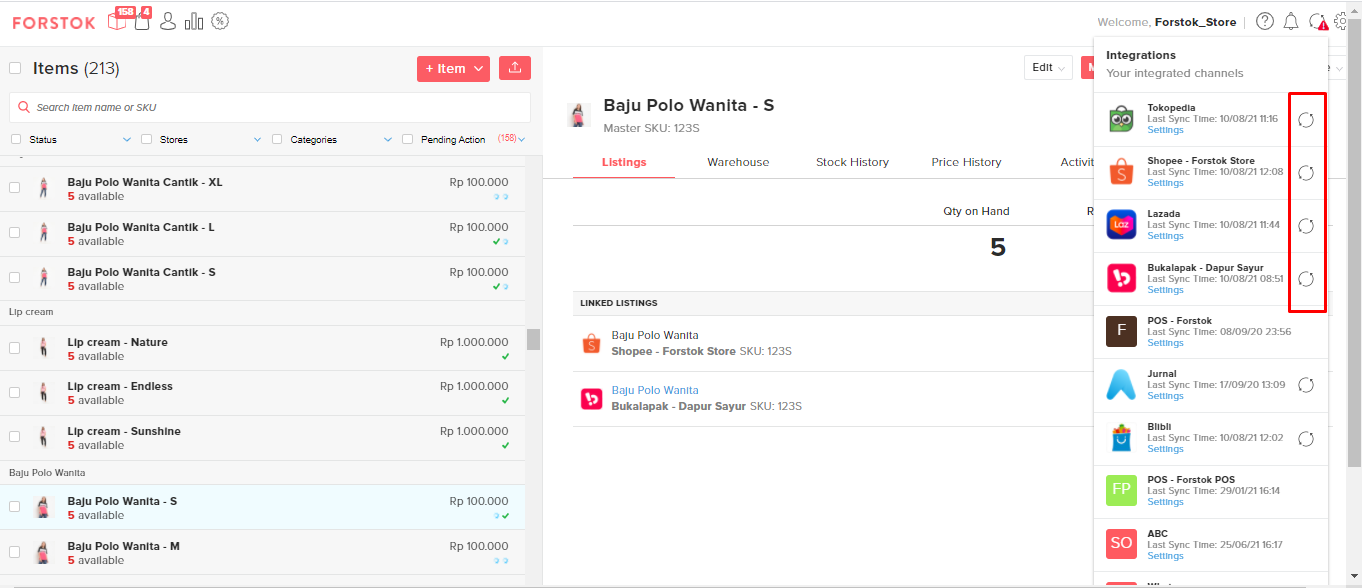 FORSTOK
158
4
Welcome, Forstok_Store
Items (213)
+ Item
Search Item name or SKU
Status
Stores
Categories
Pending Action (158)
Baju Polo Wanita Cantik - XL
Rp 100.000
5 available
Baju Polo Wanita Cantik - L
Rp 100.000
5 available
Baju Polo Wanita Cantik - S
Rp 100.000
5 available
Lip cream
Lip cream - Nature
Rp 1.000.000
5 available
Lip cream - Endless
Rp 1.000.000
5 available
Lip cream - Sunshine
Rp 1.000.000
5 available
Baju Polo Wanita
Baju Polo Wanita - S
Rp 100.000
5 available
Baju Polo Wanita - M
Rp 100.000
5 available
Edit
Baju Polo Wanita - S
Master SKU: 123S
Listings
Warehouse
Stock History
Price History
Activit
Qty on Hand
R
5
LINKED LISTINGS
Baju Polo Wanita
Shopee - Forstok Store SKU: 123S
Baju Polo Wanita
Bukalapak - Dapur Sayur SKU: 123S
Integrations
Your integrated channels
Tokopedia
Last Sync Time: 10/08/21 11:16
Settings
Shopee - Forstok Store
Last Sync Time: 10/08/21 12:08
Settings
Laz
Lazada
Last Sync Time: 10/08/21 11:44
Settings
Bukalapak - Dapur Sayur
Last Sync Time: 10/08/21 08:51
Settings
F
POS - Forstok
Last Sync Time: 08/09/20 23:56
Settings
Jurnal
Last Sync Time: 17/09/20 13:09
Settings
Blibli
Last Sync Time: 10/08/21 12:02
Settings
FP
POS - Forstok POS
Last Sync Time: 29/01/21 16:14
Settings
SO
ABC
Last Sync Time: 25/06/21 16:17
Settings